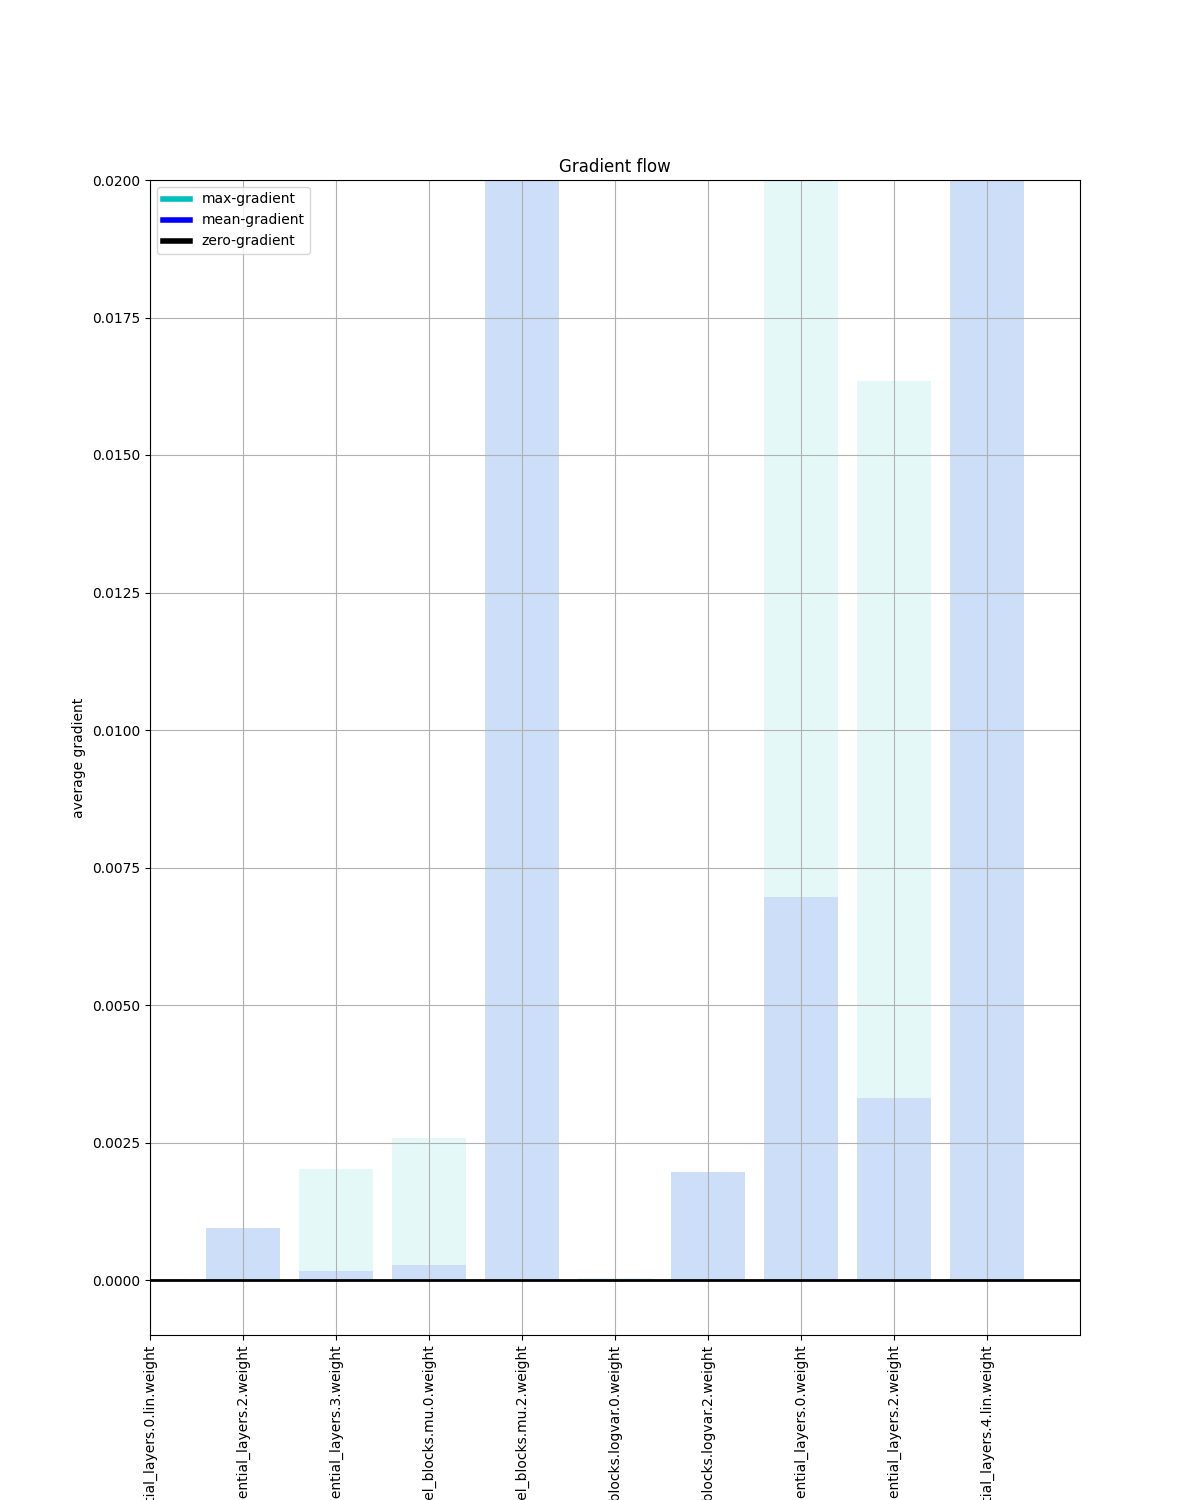 Gradient flow
max-gradient
mean-gradient
zero-gradient
0.0200
0.0175
0.0150
0.0125
0.0100
0.0075
0.0050
0.0025
0.0000
average gradient
tial_layers.0.lin.weight
ential_layers.2.weight
ential_layers.3.weight
el_blocks.mu.0.weight
el_blocks.mu.2.weight
blocks.logvar.0.weight
blocks.logvar.2.weight
ential_layers.0.weight
ential_layers.2.weight
tial_layers.4.lin.weight